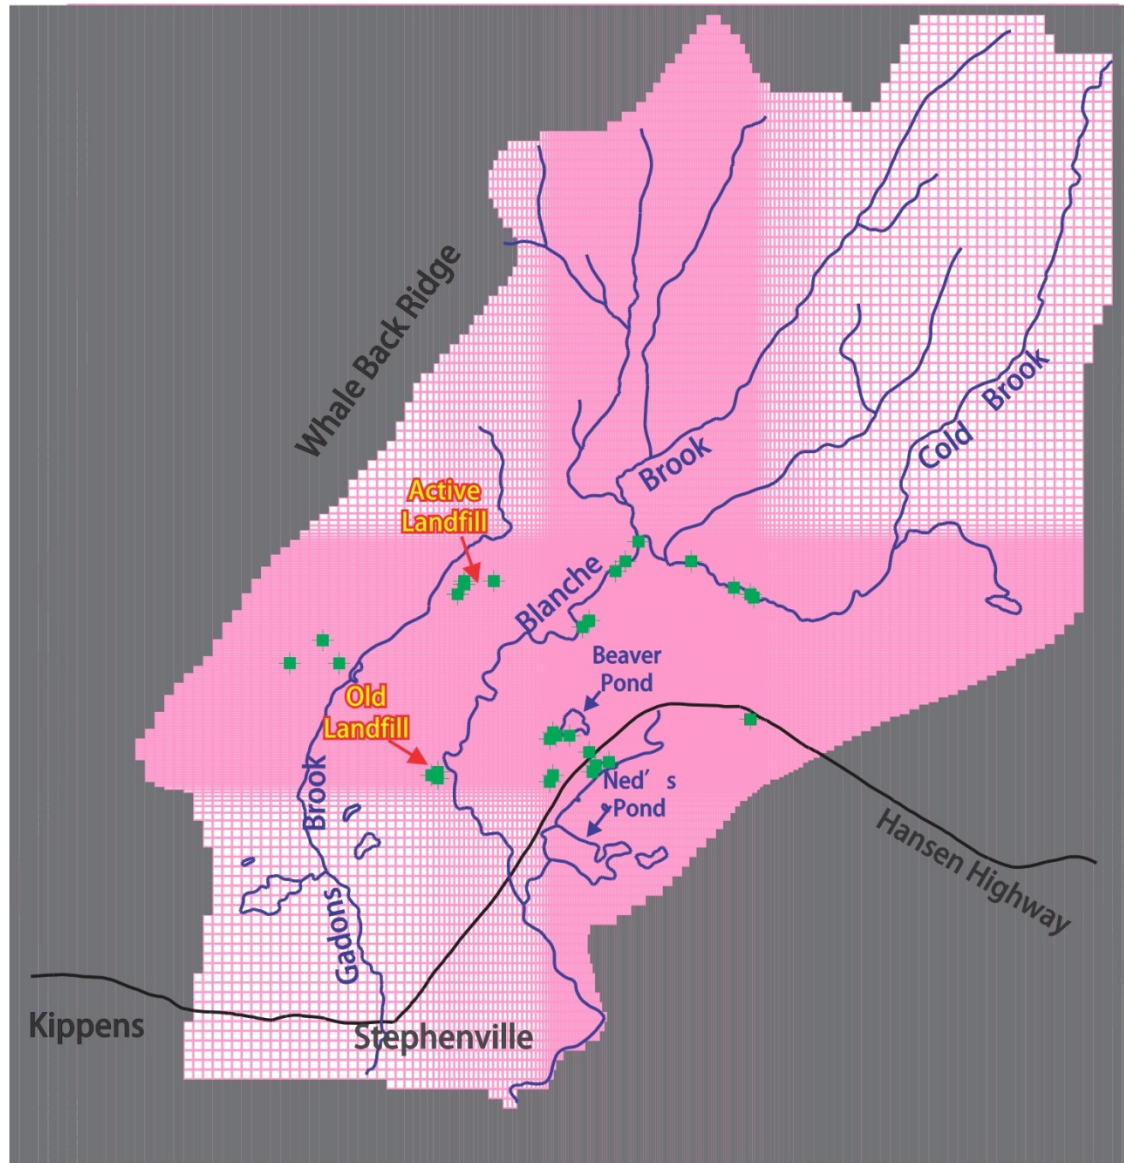 Whale Back Ridge
Brook
Cold
Brook
Active
Landfill
Blanche
Beaver
Pond
Old
Landfill
Brook
Ned' s
Pond
Hansen Highway
Gadons
Kippens
Stephenville